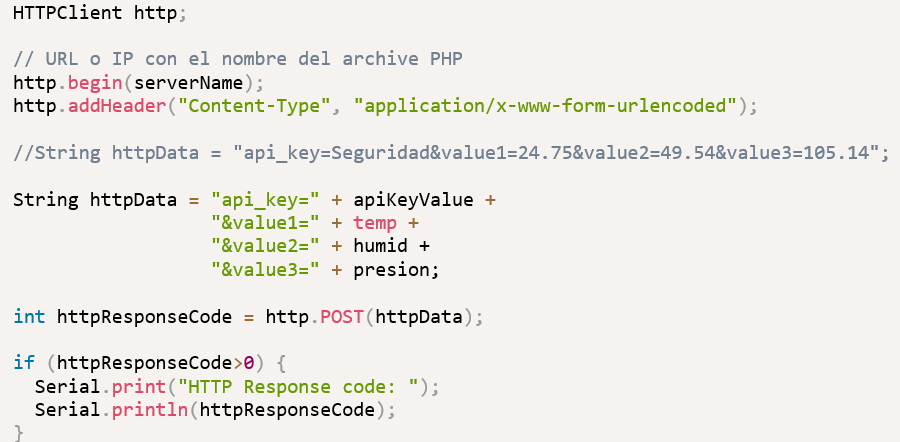 HTTPClient http;
// URL o IP con el nombre del archive PHP
http.begin(serverName);
http.addHeader("Content-Type", "application/x-www-form-urlencoded");
//String httpData = "api_key=Seguridad&value1=24.75&value2=49.54&value3=105.14";
String httpData = "api_key=" + apiKeyValue +
"&value1=" + temp +
"&value2=" + humid +
"&value3=" + presion;
int httpResponseCode = http.POST(httpData);
if (httpResponseCode>0) {
Serial.print("HTTP Response code: ");
Serial.println(httpResponseCode);
}